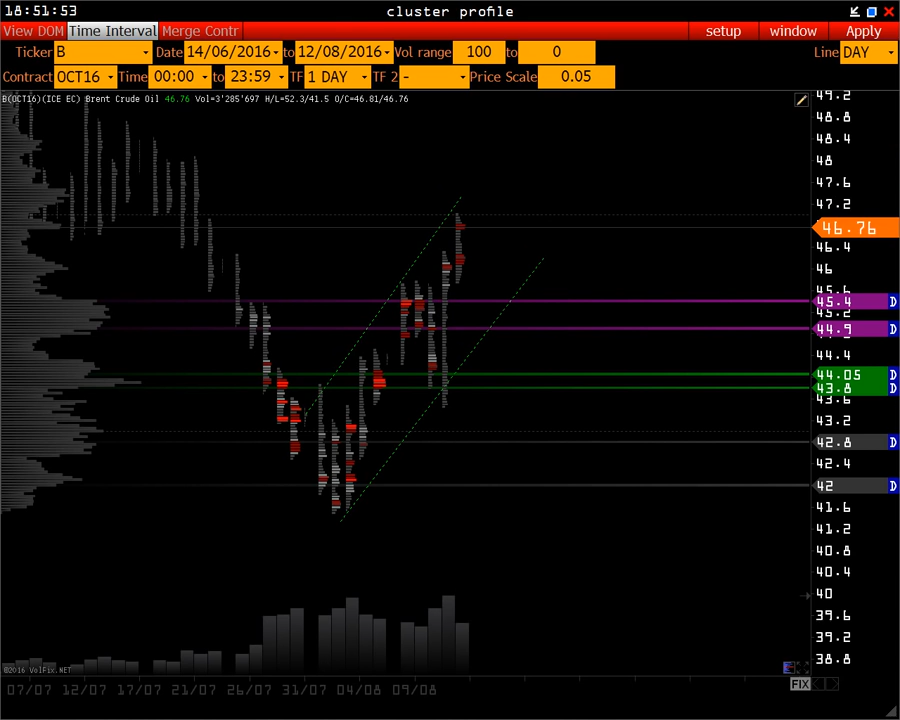 18:51:53 cluster profile
View DOM Time Interval Merge Contr setup window Apply
Ticker B Date 14/06/2016 to 12/08/2016 Vol range 100 to 0 Line DAY
Contract OCT16 Time 00:00 to 23:59 TF 1 DAY TF 2 - Price Scale 0.05
B(OCT16)(ICE EC) Brent Crude Oil 46.76 Vol=3'285'697 H/L=52.3/41.5 O/C=46.81/46.76
49.2
48.8
48.4
48
47.6
47.2
46.76
46.4
46
45.6
45.4 D
45.2
44.9 D
44.4
44.05 D
43.8 D
43.6
43.2
42.8 D
42.4
42 D
41.6
41.2
40.8
40.4
40
39.6
39.2
38.8
©2016 VolFix.NET
07/07 12/07 17/07 21/07 26/07 31/07 04/08 09/08
FIX